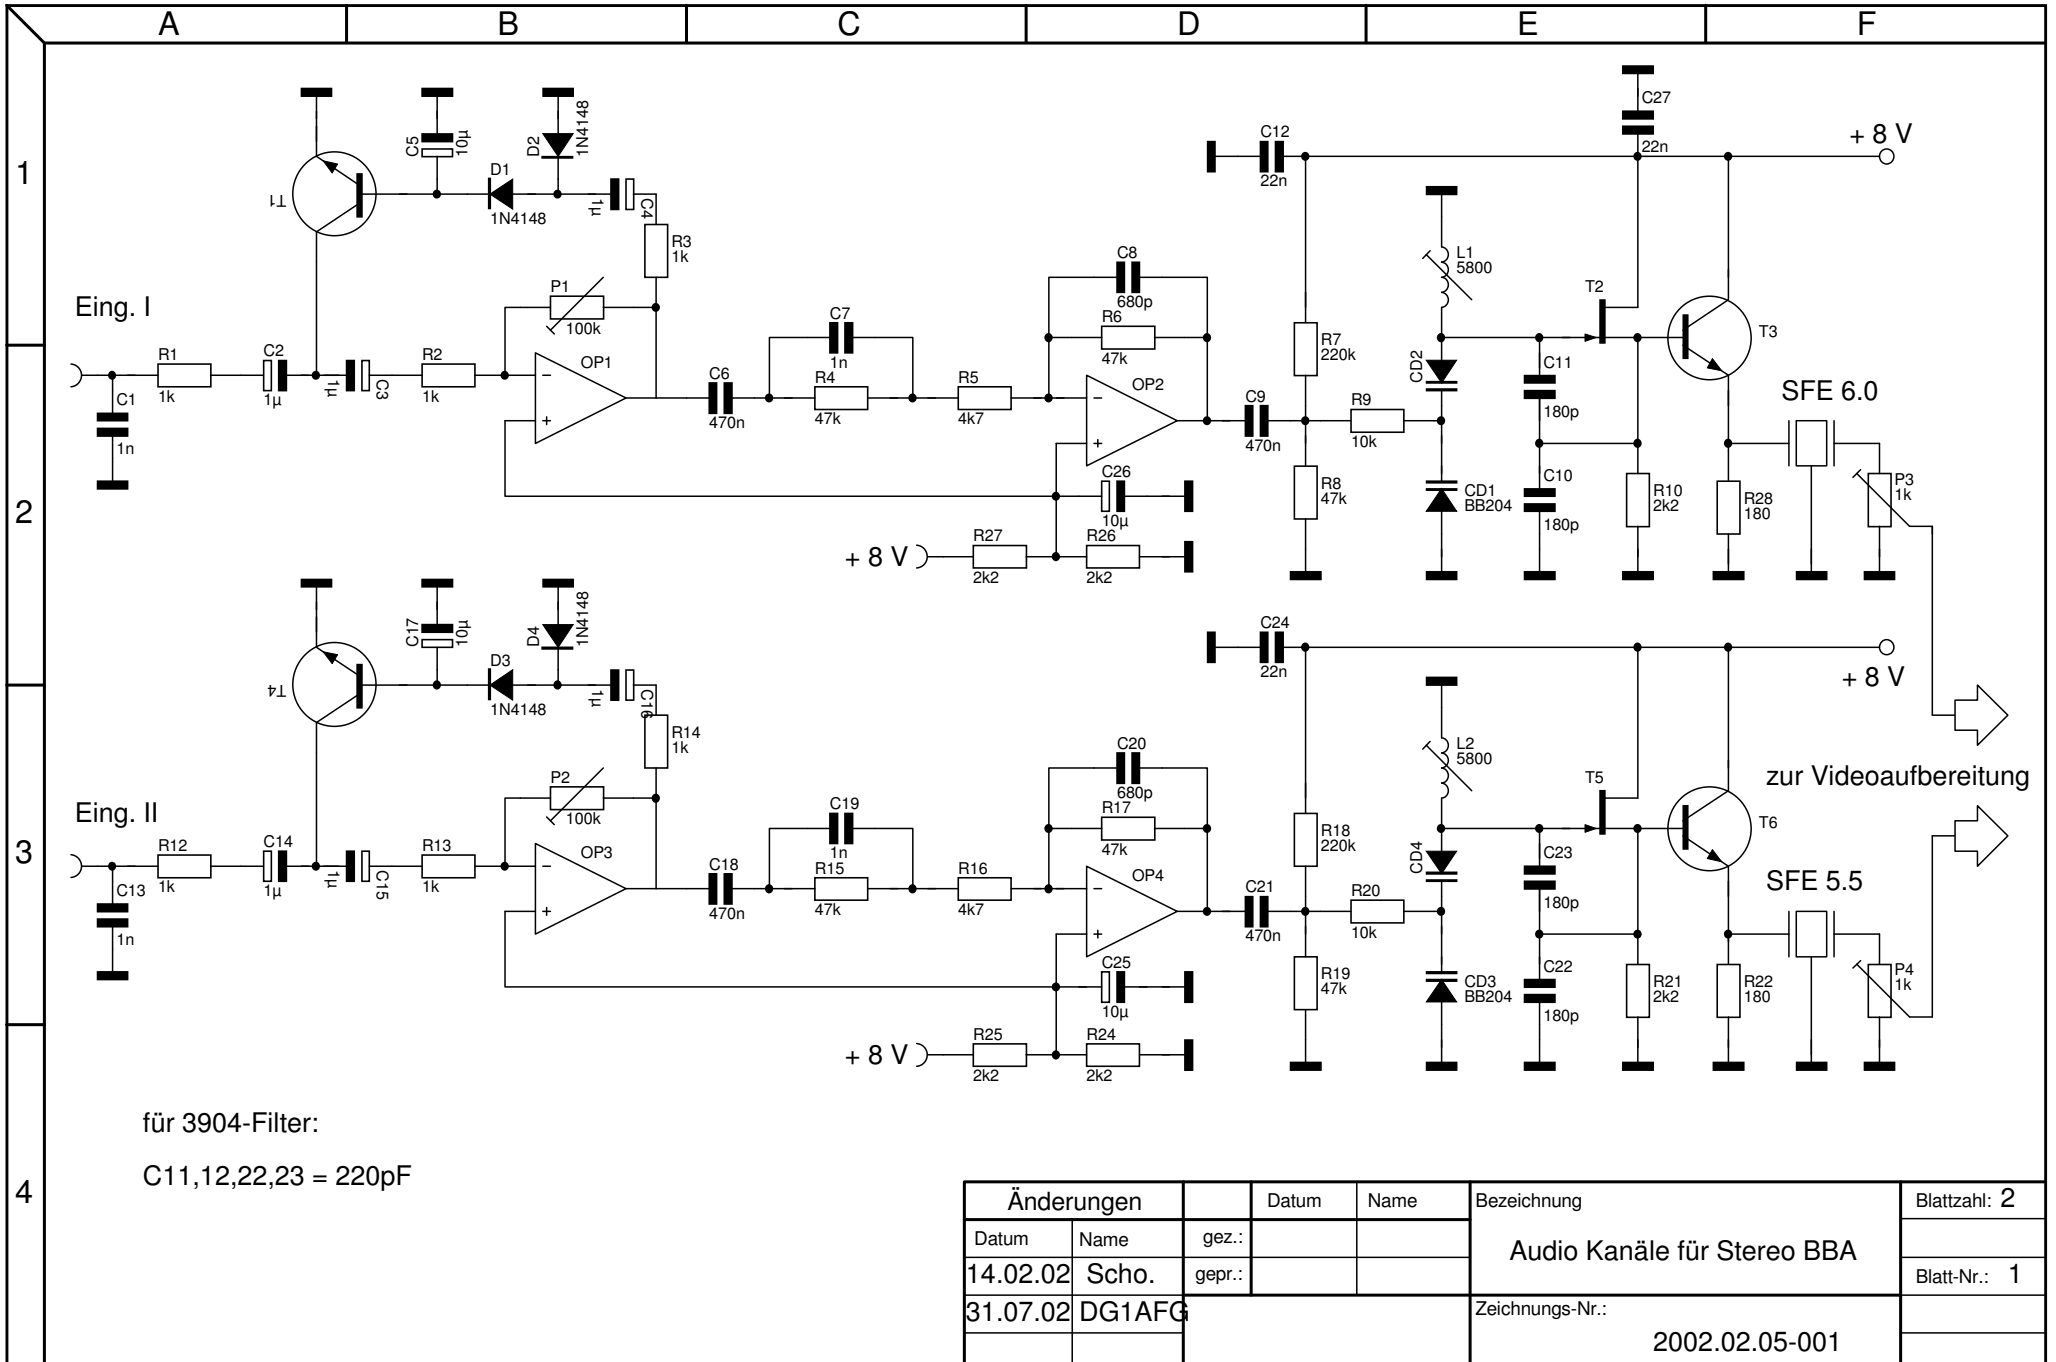 A B C D E F
1
2
3
4
Eing. I
C1
1n
R1
1k
C2
1µ
T1
C5
10µ
D2
1N4148
D1
1N4148
1µ
C4
R3
1k
P1
100k
1µ
C3
R2
1k
OP1
C6
470n
C7
1n
R4
47k
R5
4k7
C8
680p
R6
47k
OP2
C26
10µ
+ 8 V
R27
2k2
R26
2k2
C9
470n
C12
22n
R7
220k
R8
47k
R9
10k
L1
5800
CD2
CD1
BB204
C11
180p
C10
180p
T2
C27
22n
R10
2k2
T3
R28
180
+ 8 V
SFE 6.0
P3
1k
Eing. II
C13
1n
R12
1k
C14
1µ
T4
C17
10µ
D4
1N4148
D3
1N4148
1µ
C16
R14
1k
P2
100k
1µ
C15
R13
1k
OP3
C18
470n
C19
1n
R15
47k
R16
4k7
C20
680p
R17
47k
OP4
C25
10µ
+ 8 V
R25
2k2
R24
2k2
C21
470n
C24
22n
R18
220k
R19
47k
R20
10k
L2
5800
CD4
CD3
BB204
C23
180p
C22
180p
T5
R21
2k2
T6
R22
180
+ 8 V
zur Videoaufbereitung
SFE 5.5
P4
1k
für 3904-Filter:
C11,12,22,23 = 220pF
Änderungen Datum Name Bezeichnung Blattzahl: 2
Datum Name gez.: Audio Kanäle für Stereo BBA
14.02.02 Scho. gepr.: Blatt-Nr.: 1
31.07.02 DG1AFG Zeichnungs-Nr.:
2002.02.05-001